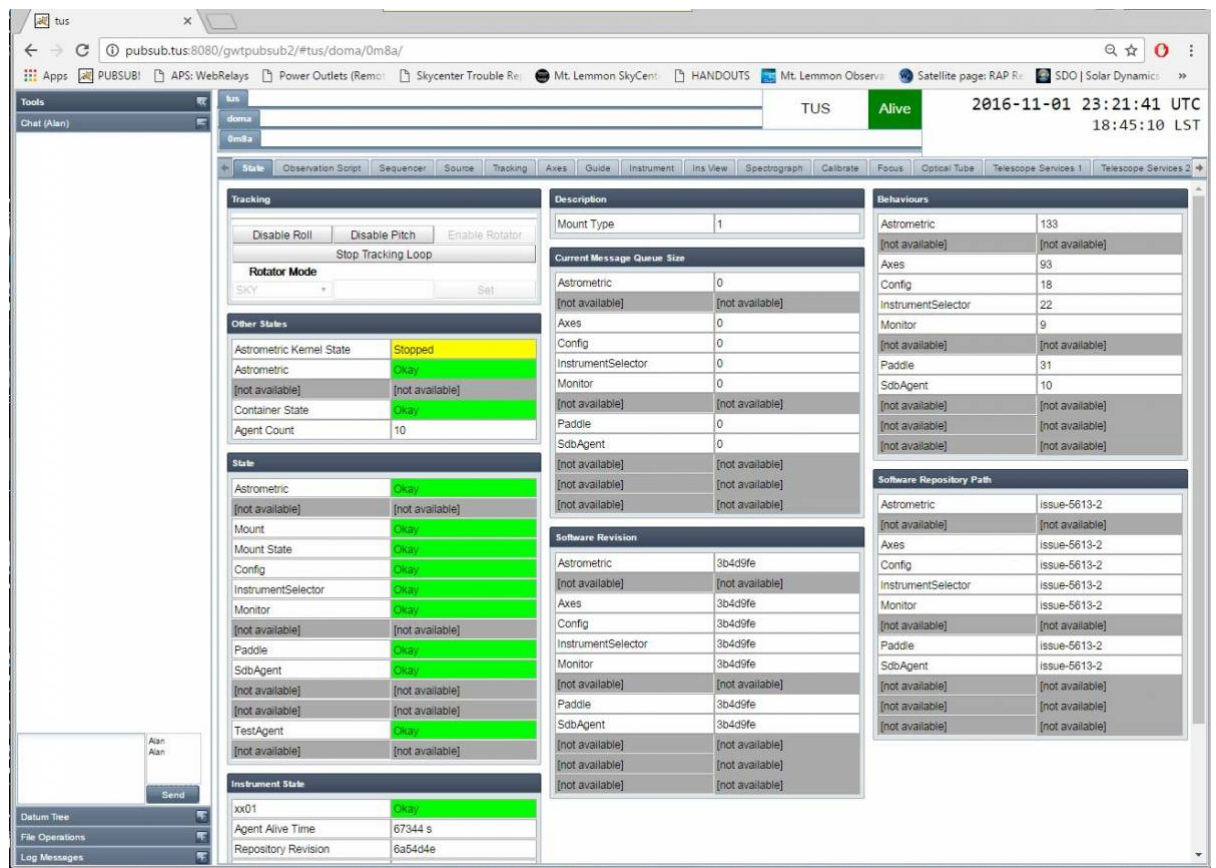 tus
pubsub.tus:8080/gwtpubsub2/#tus/doma/0m8a/
Apps PUBSUB! APS: WebRelays Power Outlets (Remot Skycenter Trouble Re Mt. Lemmon SkyCent HANDOUTS Mt. Lemmon Observa Satellite page: RAP Re SDO | Solar Dynamics »
Tools
Chat (Alan)
tus
doma
0m8a
TUS
Alive
2016-11-01 23:21:41 UTC
18:45:10 LST
State Observation Script Sequencer Source Tracking Axes Guide Instrument Ins View Spectrograph Calibrate Focus Optical Tube Telescope Services 1 Telescope Services 2
Tracking
Disable Roll Disable Pitch Enable Rotator
Stop Tracking Loop
Rotator Mode
SKY Set
Other States
Astrometric Kernel State Stopped
Astrometric Okay
[not available] [not available]
Container State Okay
Agent Count 10
State
Astrometric Okay
[not available] [not available]
Mount Okay
Mount State Okay
Config Okay
InstrumentSelector Okay
Monitor Okay
[not available] [not available]
Paddle Okay
SdbAgent Okay
[not available] [not available]
[not available] [not available]
TestAgent Okay
[not available] [not available]
Instrument State
xx01 Okay
Agent Alive Time 67344 s
Repository Revision 6a54d4e
Description
Mount Type 1
Current Message Queue Size
Astrometric 0
[not available] [not available]
Axes 0
Config 0
InstrumentSelector 0
Monitor 0
[not available] [not available]
Paddle 0
SdbAgent 0
[not available] [not available]
[not available] [not available]
[not available] [not available]
Software Revision
Astrometric 3b4d9fe
[not available] [not available]
Axes 3b4d9fe
Config 3b4d9fe
InstrumentSelector 3b4d9fe
Monitor 3b4d9fe
[not available] [not available]
Paddle 3b4d9fe
SdbAgent 3b4d9fe
[not available] [not available]
[not available] [not available]
[not available] [not available]
Behaviours
Astrometric 133
[not available] [not available]
Axes 93
Config 18
InstrumentSelector 22
Monitor 9
[not available] [not available]
Paddle 31
SdbAgent 10
[not available] [not available]
[not available] [not available]
[not available] [not available]
Software Repository Path
Astrometric issue-5613-2
[not available] [not available]
Axes issue-5613-2
Config issue-5613-2
InstrumentSelector issue-5613-2
Monitor issue-5613-2
[not available] [not available]
Paddle issue-5613-2
SdbAgent issue-5613-2
[not available] [not available]
[not available] [not available]
[not available] [not available]
Alan
Alan
Send
Datum Tree
File Operations
Log Messages